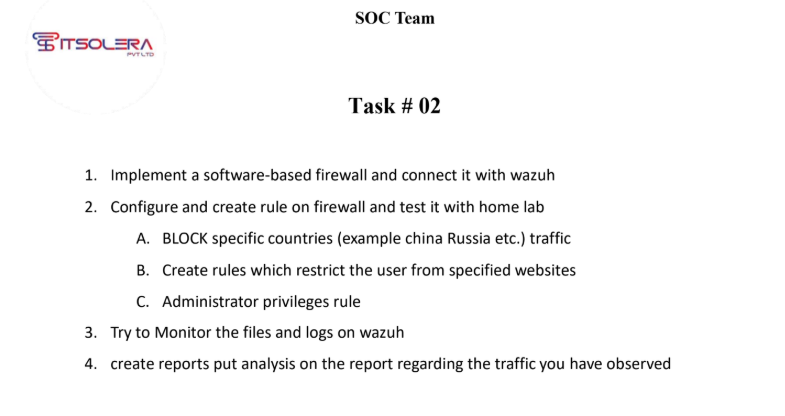 SOC Team
ITSOLERA
PVT LTD
Task # 02
1. Implement a software-based firewall and connect it with wazuh
2. Configure and create rule on firewall and test it with home lab
A. BLOCK specific countries (example china Russia etc.) traffic
B. Create rules which restrict the user from specified websites
C. Administrator privileges rule
3. Try to Monitor the files and logs on wazuh
4. create reports put analysis on the report regarding the traffic you have observed